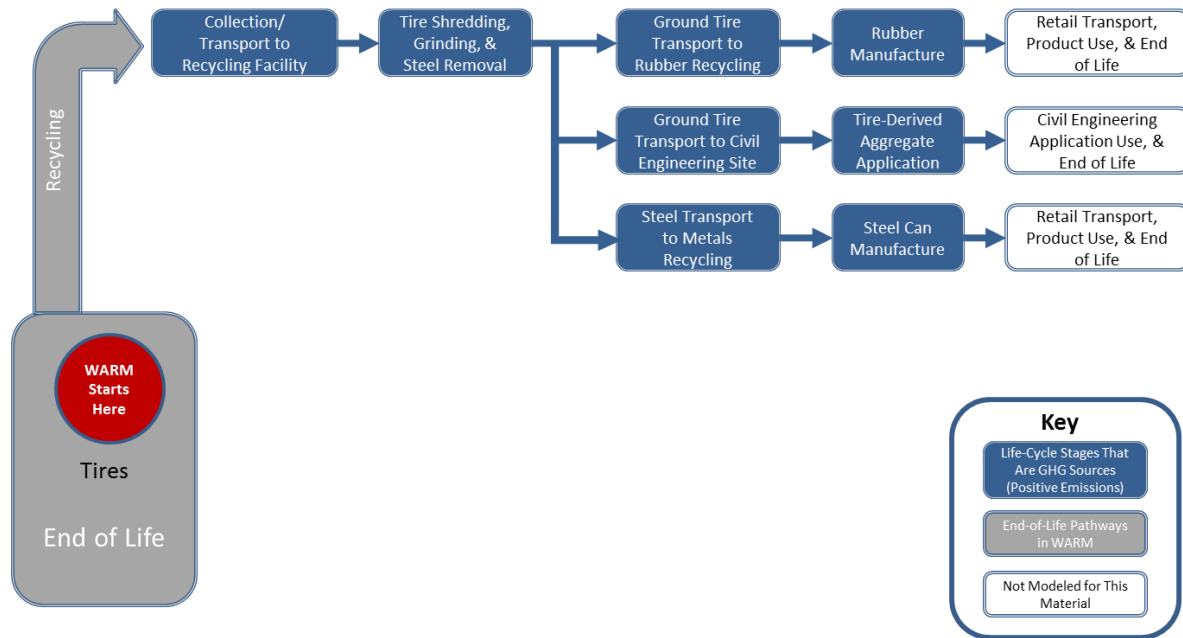 Collection/
Transport to
Recycling Facility
Tire Shredding,
Grinding, &
Steel Removal
Ground Tire
Transport to
Rubber Recycling
Rubber
Manufacture
Retail Transport,
Product Use, & End
of Life
Ground Tire
Transport to Civil
Engineering Site
Tire-Derived
Aggregate
Application
Civil Engineering
Application Use, &
End of Life
Steel Transport
to Metals
Recycling
Steel Can
Manufacture
Retail Transport,
Product Use, & End
of Life
Recycling
WARM
Starts
Here
Tires
End of Life
Key
Life-Cycle Stages That
Are GHG Sources
(Positive Emissions)
End-of-Life Pathways
in WARM
Not Modeled for This
Material